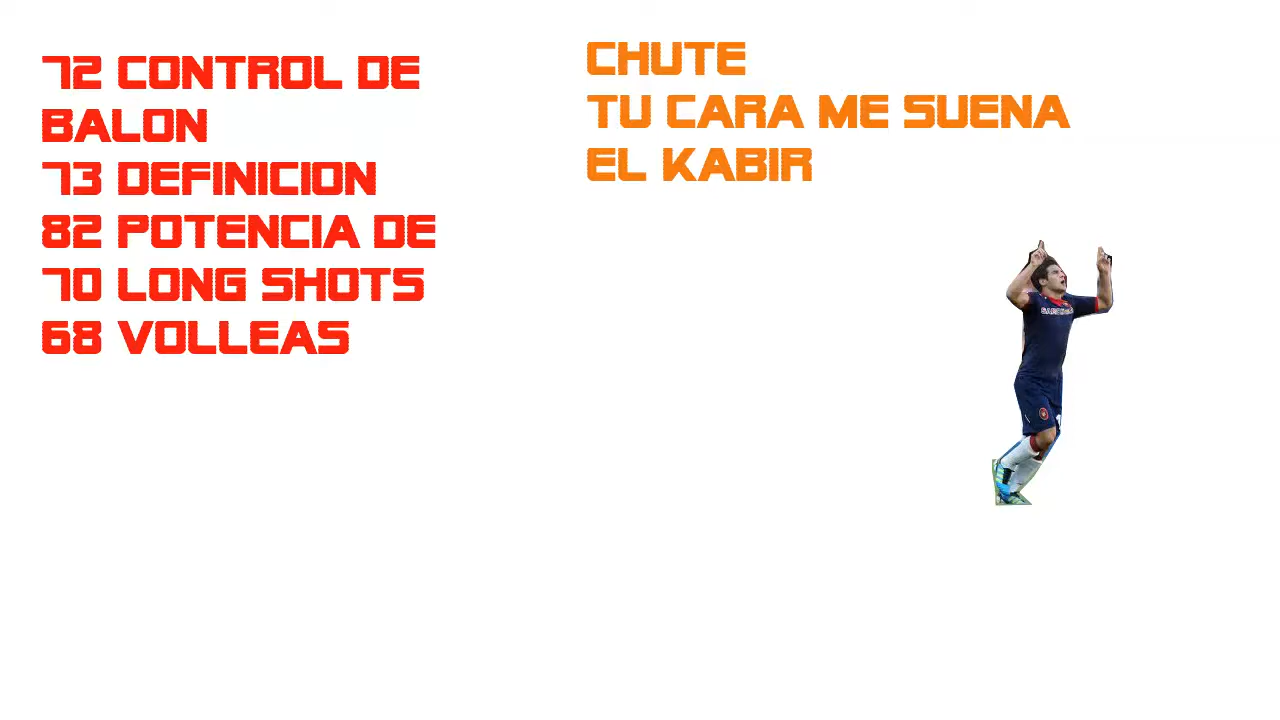 72 CONTROL DE
BALON
73 DEFINICION
82 POTENCIA DE
70 LONG SHOTS
68 VOLLEAS
CHUTE
TU CARA ME SUENA
EL KABIR